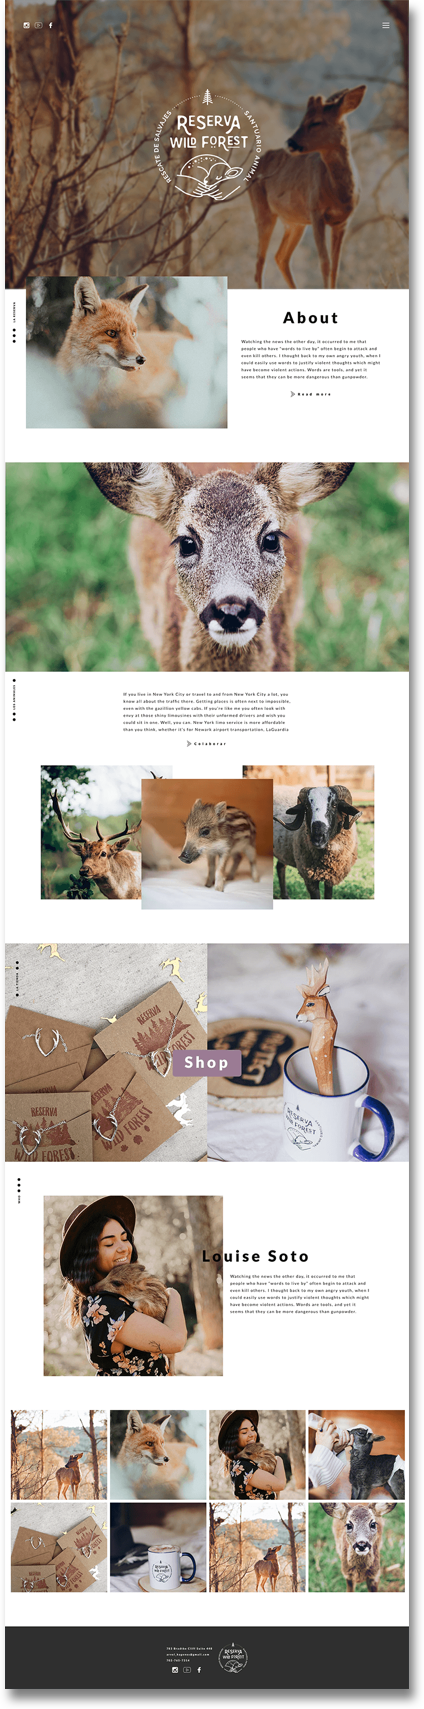 RESCATE DE SALVAJES
SANTUARIO ANIMAL
RESERVA
WILD FOREST
LA RESERVA
About
Watching the news the other day, it occurred to me that
people who have "words to live by" often begin to attack and
even kill others. I thought back to my own angry youth, when I
could easily use words to justify violent thoughts which might
have become violent actions. Words are tools, and yet it
seems that they can be more dangerous than gunpowder.
Read more
LOS ANIMALES
If you live in New York City or travel to and from New York City a lot, you
know all about the traffic there. Getting places is often next to impossible,
even with the gazillion yellow cabs. If you're like me you often look with
envy at those shiny limousines with their uniformed drivers and wish you
could sit in one. Well, you can. New York limo service is more affordable
than you think, whether it's for Newark airport transportation, LaGuardia
Colaborar
LA TIENDA
RESERVA
RESERVA
WILD FOREST
RESERVA
WILD FOREST
Shop
RESERVA
WILD FOREST
Louise Soto
Watching the news the other day, it occurred to me that
people who have "words to live by" often begin to attack and
even kill others. I thought back to my own angry youth, when I
could easily use words to justify violent thoughts which might
have become violent actions. Words are tools, and yet it
seems that they can be more dangerous than gunpowder.
RESERVA
WILD FOREST